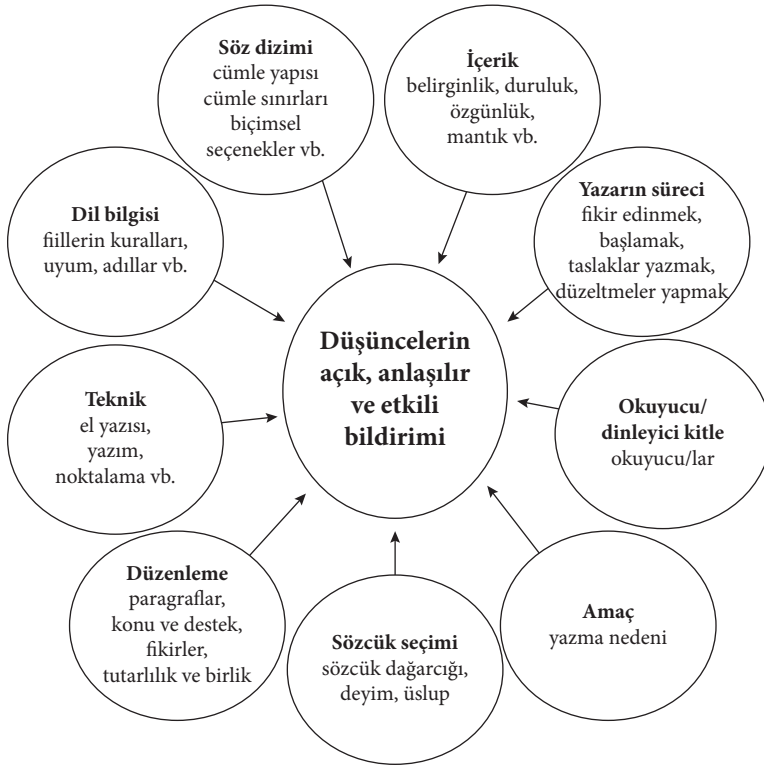 Söz dizimi
cümle yapısı
cümle sınırları
biçimsel
seçenekler vb.
İçerik
belirginlik, duruluk,
özgünlük,
mantık vb.
Dil bilgisi
fiillerin kuralları,
uyum, adıllar vb.
Yazarın süreci
fikir edinmek,
başlamak,
taslaklar yazmak,
düzeltmeler yapmak
Düşüncelerin
açık, anlaşılır
ve etkili
bildirimi
Teknik
el yazısı,
yazım,
noktalama vb.
Okuyucu/
dinleyici kitle
okuyucu/lar
Düzenleme
paragraflar,
konu ve destek,
fikirler,
tutarlılık ve birlik
Sözcük seçimi
sözcük dağarcığı,
deyim, üslup
Amaç
yazma nedeni